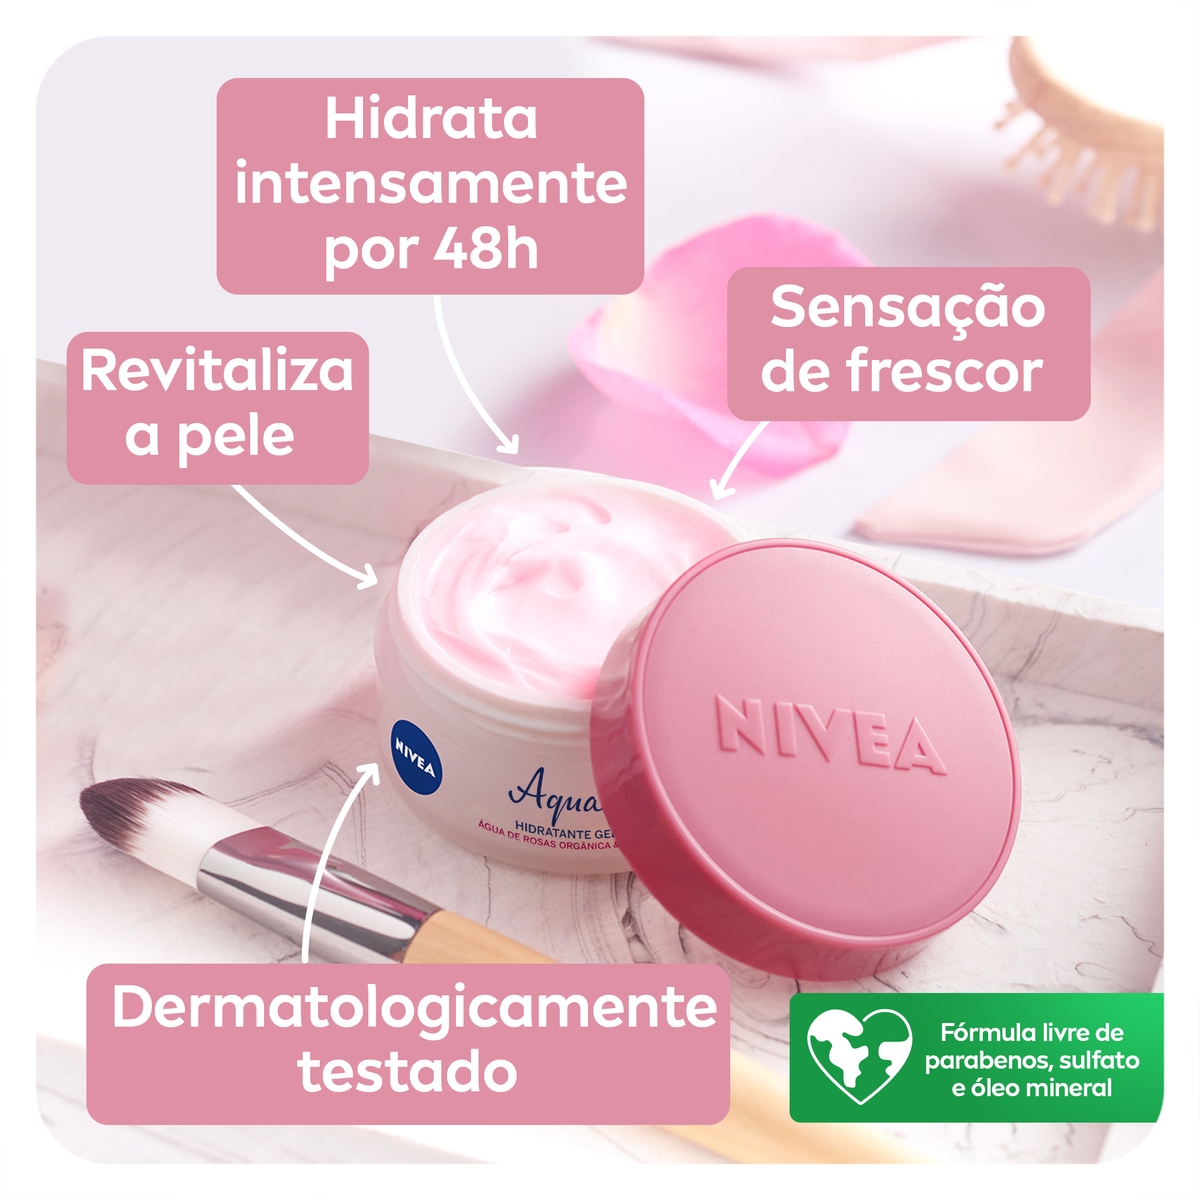 Hidrata
intensamente
por 48h
Sensação
de frescor
Revitaliza
a pele
NIVEA
NIVEA
Aqua
HIDRATANTE GEL
ÁGUA DE ROSAS ORGÂNICA &
Dermatologicamente
testado
Fórmula livre de
parabenos, sulfato
e óleo mineral